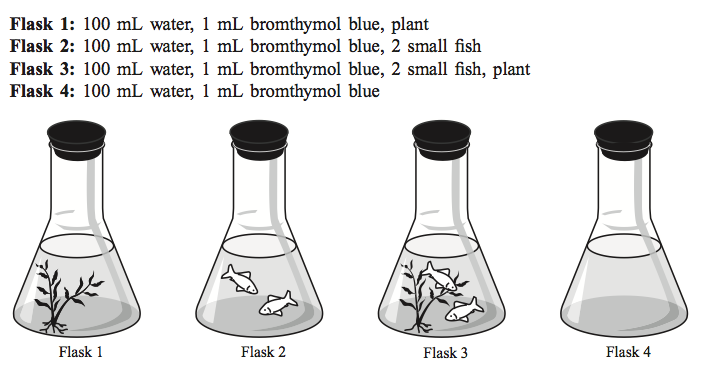 Flask 1: 100 mL water, 1 mL bromthymol blue, plant
Flask 2: 100 mL water, 1 mL bromthymol blue, 2 small fish
Flask 3: 100 mL water, 1 mL bromthymol blue, 2 small fish, plant
Flask 4: 100 mL water, 1 mL bromthymol blue
Flask 1 Flask 2 Flask 3 Flask 4